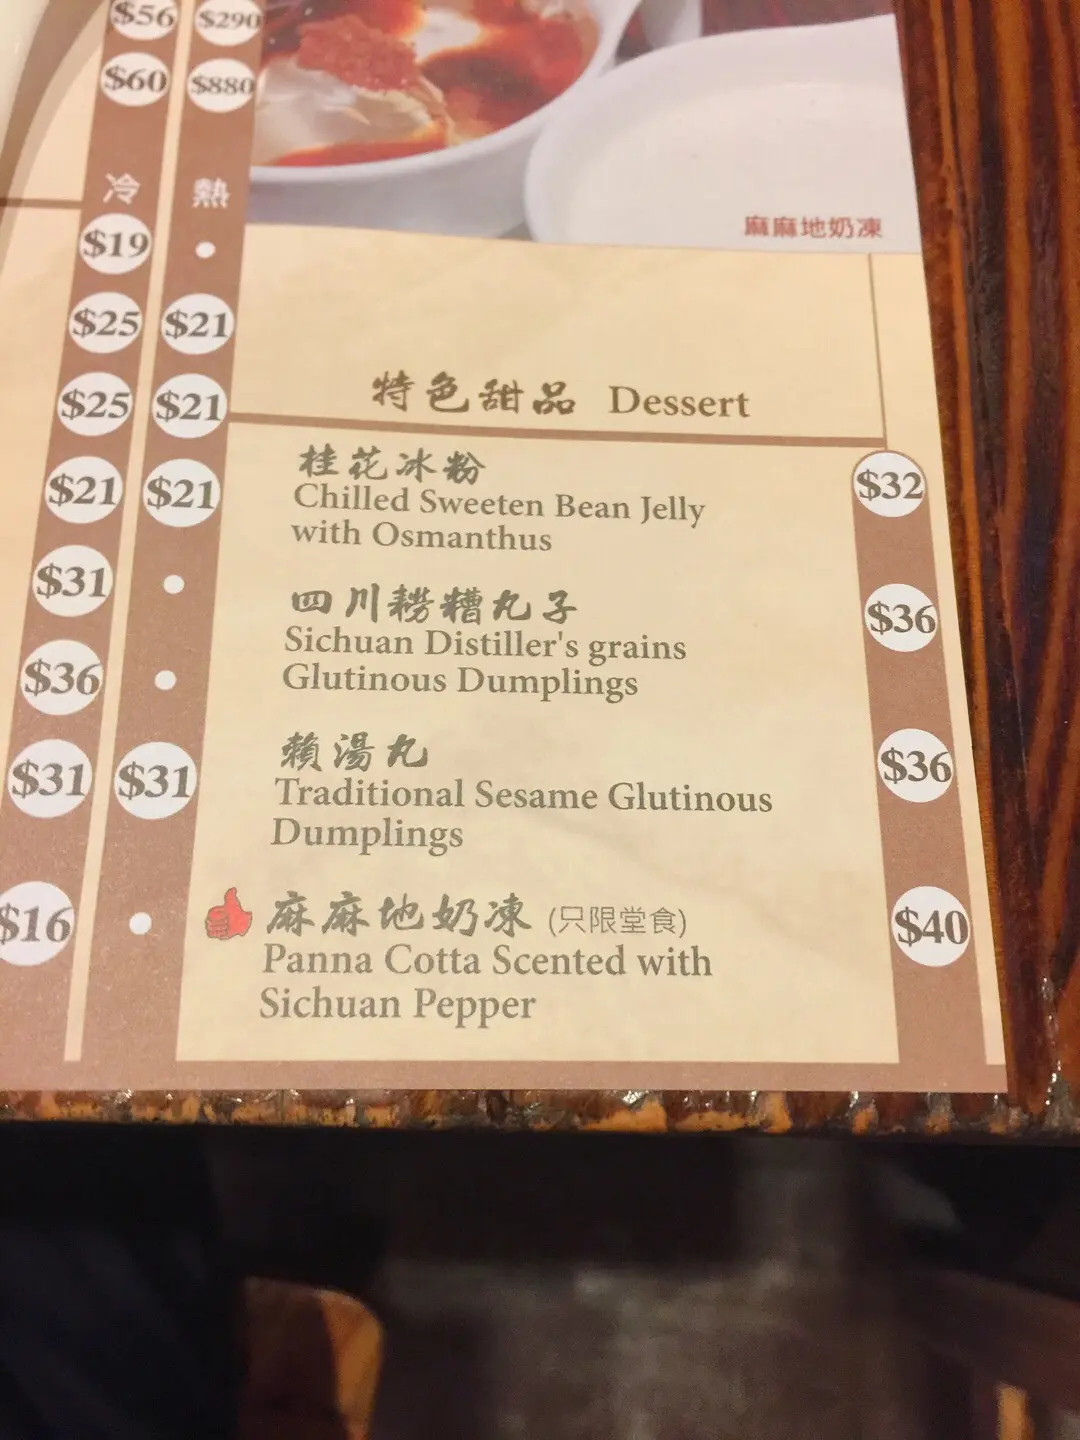 $56 $290
$60 $880
冷 熱
$19
$25 $21
$25 $21
$21 $21
$31
$36
$31 $31
$16
麻麻地奶凍
特色甜品 Dessert
桂花冰粉 $32
Chilled Sweeten Bean Jelly
with Osmanthus
四川撈糟丸子 $36
Sichuan Distiller's grains
Glutinous Dumplings
賴湯丸 $36
Traditional Sesame Glutinous
Dumplings
麻麻地奶凍 (只限堂食) $40
Panna Cotta Scented with
Sichuan Pepper